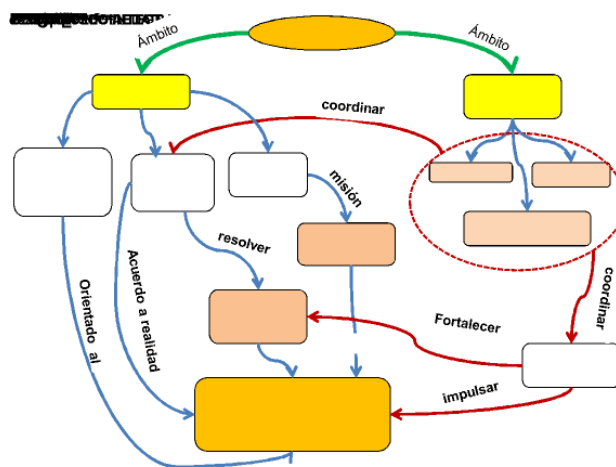 Ámbito
Ámbito
coordinar
misión
resolver
Acuerdo a realidad
Orientado al
coordinar
Fortalecer
impulsar